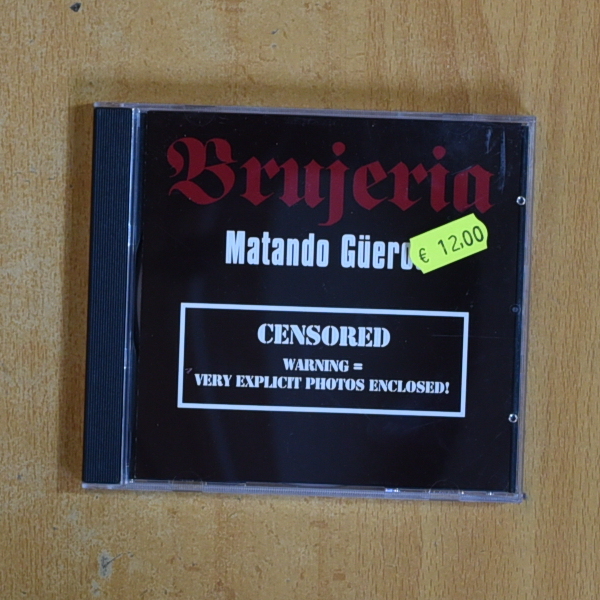 Brujeria
Matando Güero
€ 12,00
CENSORED
WARNING =
VERY EXPLICIT PHOTOS ENCLOSED!